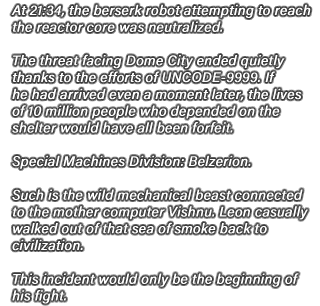 At 21:34, the berserk robot attempting to reach
the reactor core was neutralized.
The threat facing Dome City ended quietly
thanks to the efforts of UNCODE-9999. If
he had arrived even a moment later, the lives
of 10 million people who depended on the
shelter would have all been forfeit.
Special Machines Division: Belzerion.
Such is the wild mechanical beast connected
to the mother computer Vishnu. Leon casually
walked out of that sea of smoke back to
civilization.
This incident would only be the beginning of
his fight.